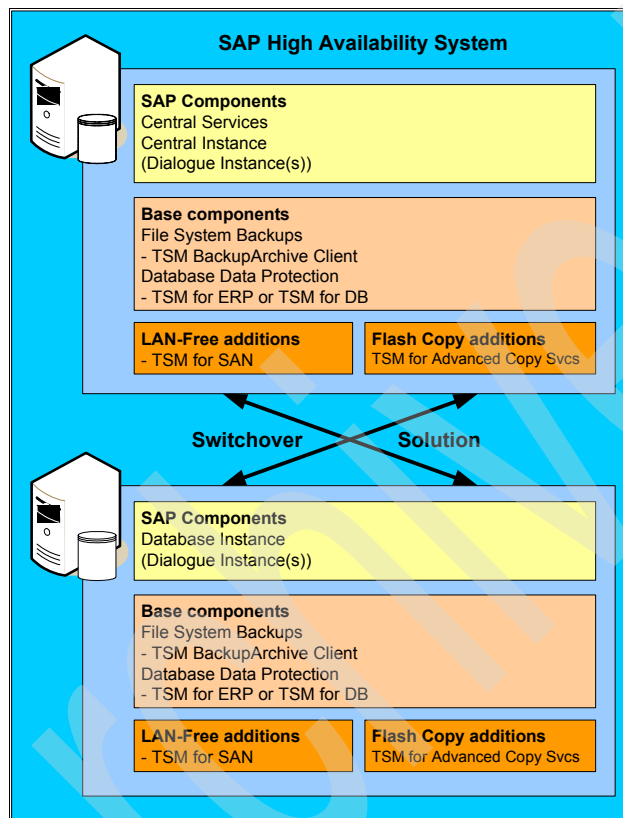 SAP High Availability System
SAP Components
Central Services
Central Instance
(Dialogue Instance(s))
Base components
File System Backups
- TSM BackupArchive Client
Database Data Protection
- TSM for ERP or TSM for DB
LAN-Free additions
- TSM for SAN
Flash Copy additions
TSM for Advanced Copy Svcs
Switchover Solution
SAP Components
Database Instance
(Dialogue Instance(s))
Base components
File System Backups
- TSM BackupArchive Client
Database Data Protection
- TSM for ERP or TSM for DB
LAN-Free additions
- TSM for SAN
Flash Copy additions
TSM for Advanced Copy Svcs